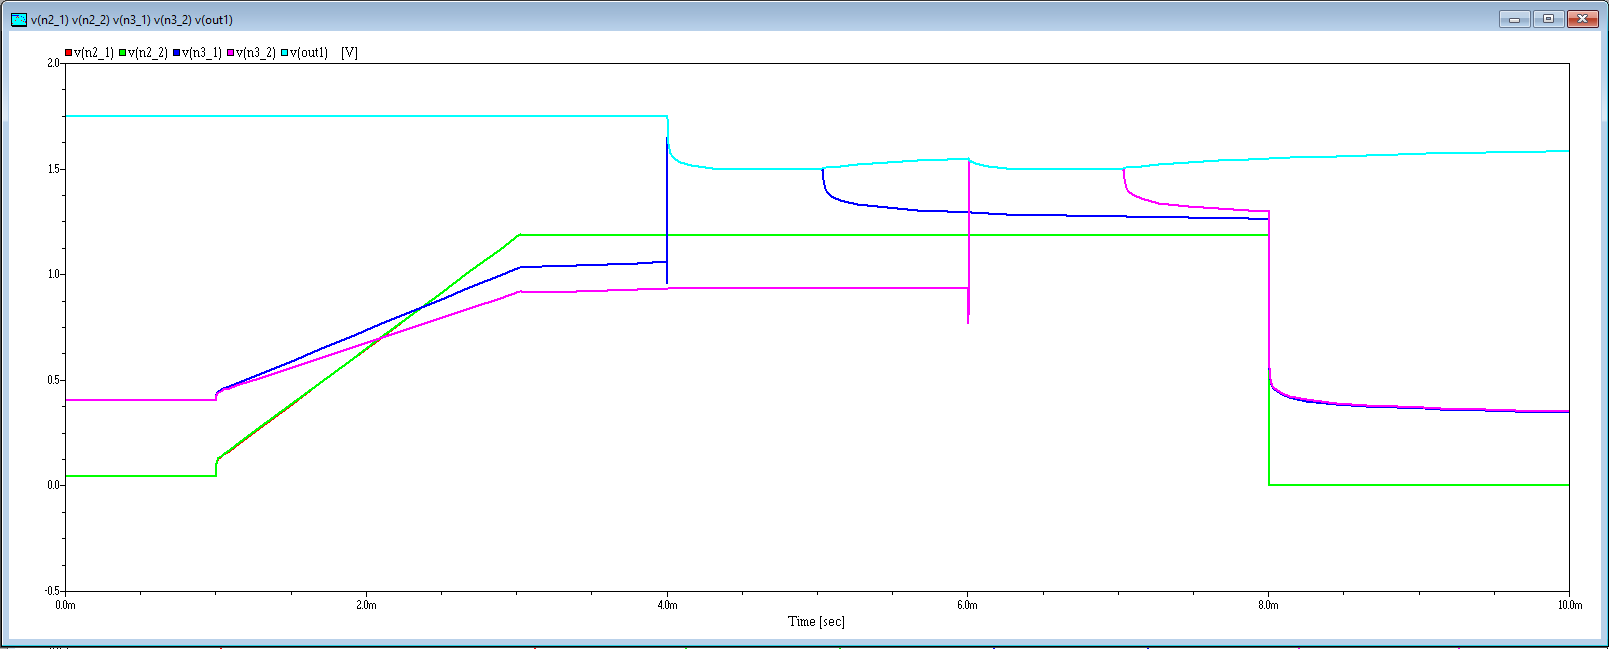 v(n2_1) v(n2_2) v(n3_1) v(n3_2) v(out1)
v(n2_1) v(n2_2) v(n3_1) v(n3_2) v(out1) [V]
2.0
1.5
1.0
0.5
0.0
-0.5
0.0m 2.0m 4.0m 6.0m 8.0m 10.0m
Time [sec]